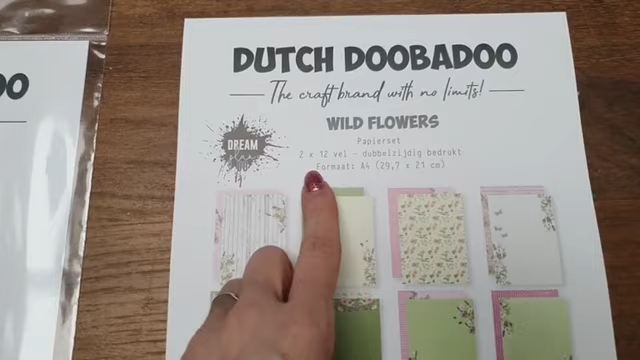 DUTCH DOOBADOO
The craft brand with no limits!
WILD FLOWERS
DREAM
Papierset
2 x 12 vel - dubbelzijdig bedrukt
Formaat: A4 (29,7 x 21 cm)
OO